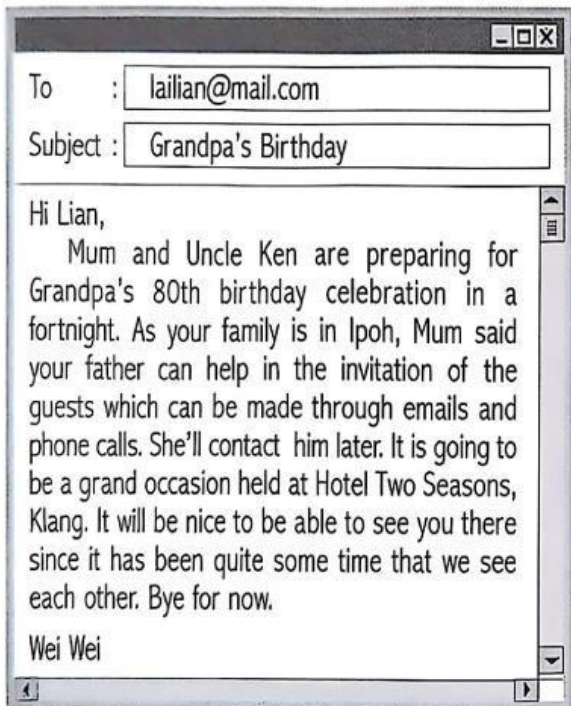 To : lailian@mail.com
Subject : Grandpa's Birthday
Hi Lian,
Mum and Uncle Ken are preparing for
Grandpa's 80th birthday celebration in a
fortnight. As your family is in Ipoh, Mum said
your father can help in the invitation of the
guests which can be made through emails and
phone calls. She'll contact him later. It is going to
be a grand occasion held at Hotel Two Seasons,
Klang. It will be nice to be able to see you there
since it has been quite some time that we see
each other. Bye for now.
Wei Wei